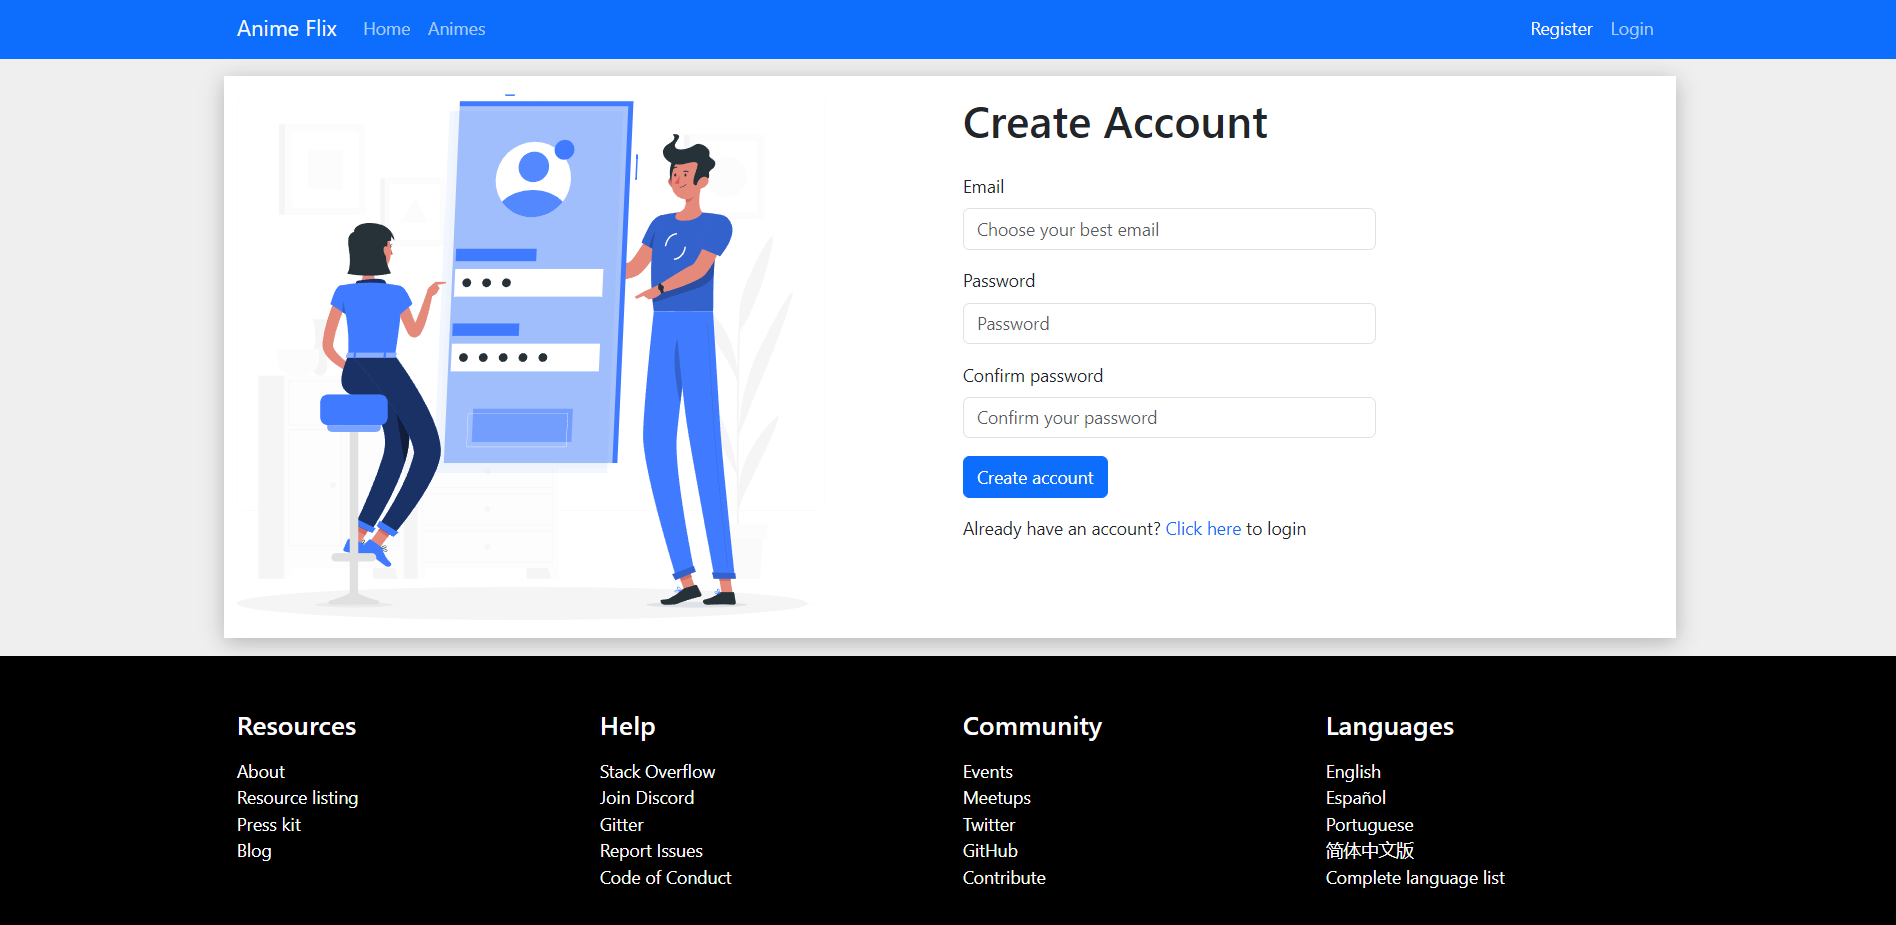 Anime Flix Home Animes Register Login
Create Account
Email
Choose your best email
Password
Password
Confirm password
Confirm your password
Create account
Already have an account? Click here to login
Resources
About
Resource listing
Press kit
Blog
Help
Stack Overflow
Join Discord
Gitter
Report Issues
Code of Conduct
Community
Events
Meetups
Twitter
GitHub
Contribute
Languages
English
Español
Portuguese
简体中文版
Complete language list